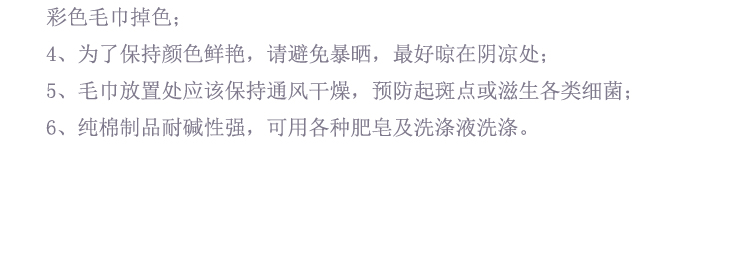 彩色毛巾掉色；
4、为了保持颜色鲜艳，请避免暴晒，最好晾在阴凉处；
5、毛巾放置处应该保持通风干燥，预防起斑点或滋生各类细菌；
6、纯棉制品耐碱性强，可用各种肥皂及洗涤液洗涤。